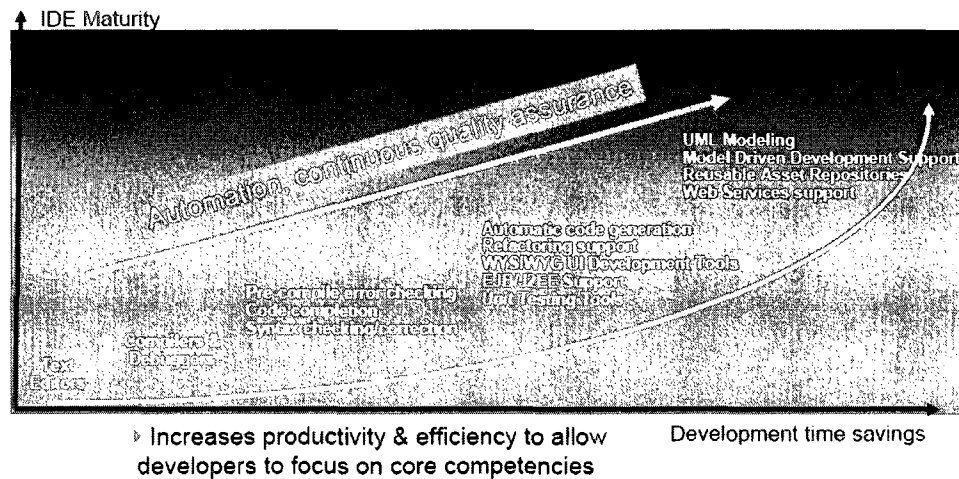 IDE Maturity
Automation, continuous quality assurance
UML Modeling
Model Driven Development Support
Reusable Asset Repositories
Web Services support
Automatic code generation
Refactoring support
WYSIWYG UI Development Tools
EJB/J2EE Support
Unit Testing Tools
Pre-compile error checking
Code completion
Syntax checking/correction
Compilers &
Debuggers
Tex
Editors
Increases productivity & efficiency to allow
developers to focus on core competencies
Development time savings